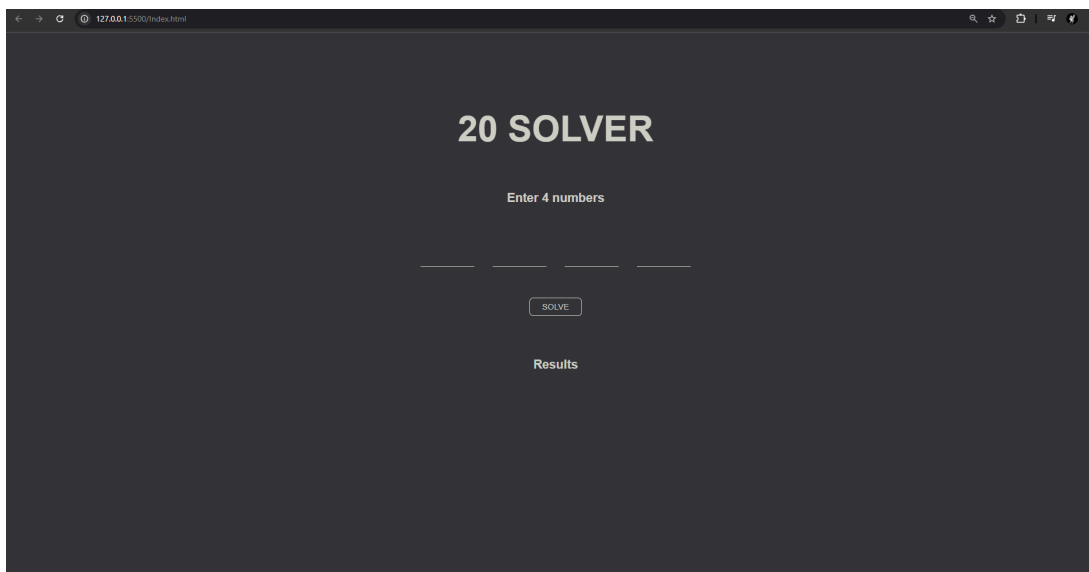 127.0.0.1:5500/Index.html
20 SOLVER
Enter 4 numbers
SOLVE
Results